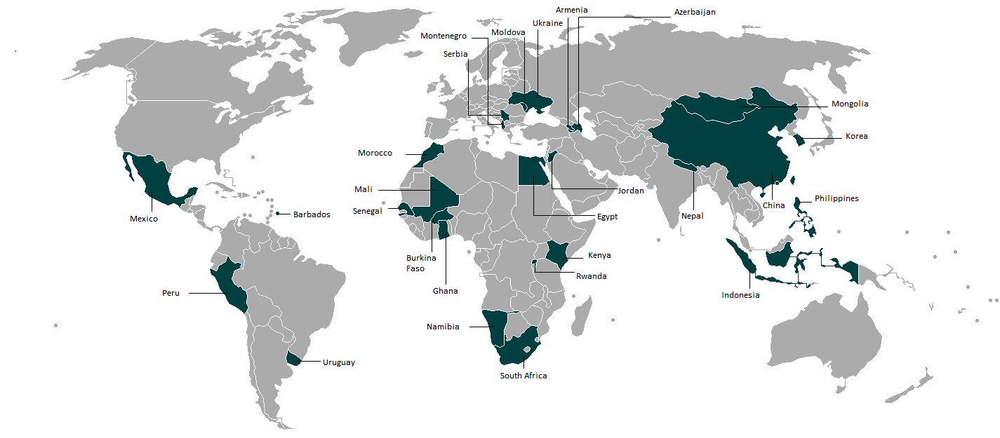 Armenia
Azerbaijan
Ukraine
Moldova
Montenegro
Serbia
Mongolia
Korea
Morocco
Mali
Jordan
Senegal
Philippines
China
Nepal
Egypt
Barbados
Mexico
Burkina
Faso
Kenya
Rwanda
Ghana
Peru
Indonesia
Namibia
Uruguay
South Africa